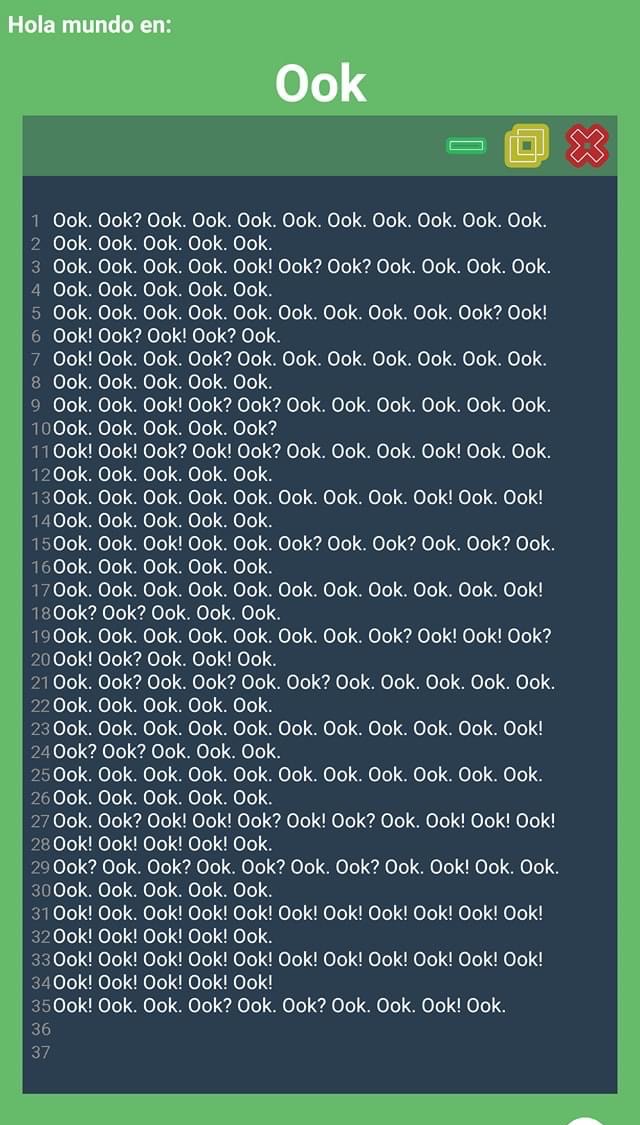 Hola mundo en:
Ook
1 Ook. Ook? Ook. Ook. Ook. Ook. Ook. Ook. Ook. Ook. Ook.
2 Ook. Ook. Ook. Ook. Ook.
3 Ook. Ook. Ook. Ook. Ook! Ook? Ook? Ook. Ook. Ook. Ook.
4 Ook. Ook. Ook. Ook. Ook.
5 Ook. Ook. Ook. Ook. Ook. Ook. Ook. Ook. Ook. Ook? Ook!
6 Ook! Ook? Ook! Ook? Ook.
7 Ook! Ook. Ook. Ook? Ook. Ook. Ook. Ook. Ook. Ook. Ook.
8 Ook. Ook. Ook. Ook. Ook.
9 Ook. Ook. Ook! Ook? Ook? Ook. Ook. Ook. Ook. Ook. Ook.
10 Ook. Ook. Ook. Ook. Ook?
11 Ook! Ook! Ook? Ook! Ook? Ook. Ook. Ook. Ook! Ook. Ook.
12 Ook. Ook. Ook. Ook. Ook.
13 Ook. Ook. Ook. Ook. Ook. Ook. Ook. Ook. Ook! Ook. Ook!
14 Ook. Ook. Ook. Ook. Ook.
15 Ook. Ook. Ook! Ook. Ook. Ook? Ook. Ook? Ook. Ook? Ook.
16 Ook. Ook. Ook. Ook. Ook.
17 Ook. Ook. Ook. Ook. Ook. Ook. Ook. Ook. Ook. Ook. Ook!
18 Ook? Ook? Ook. Ook. Ook.
19 Ook. Ook. Ook. Ook. Ook. Ook. Ook. Ook? Ook! Ook! Ook?
20 Ook! Ook? Ook. Ook! Ook.
21 Ook. Ook? Ook. Ook? Ook. Ook? Ook. Ook. Ook. Ook. Ook.
22 Ook. Ook. Ook. Ook. Ook.
23 Ook. Ook. Ook. Ook. Ook. Ook. Ook. Ook. Ook. Ook. Ook!
24 Ook? Ook? Ook. Ook. Ook.
25 Ook. Ook. Ook. Ook. Ook. Ook. Ook. Ook. Ook. Ook. Ook.
26 Ook. Ook. Ook. Ook. Ook.
27 Ook. Ook? Ook! Ook! Ook? Ook! Ook? Ook. Ook! Ook! Ook!
28 Ook! Ook! Ook! Ook! Ook.
29 Ook? Ook. Ook? Ook. Ook? Ook. Ook? Ook. Ook! Ook. Ook.
30 Ook. Ook. Ook. Ook. Ook.
31 Ook! Ook. Ook! Ook! Ook! Ook! Ook! Ook! Ook! Ook! Ook!
32 Ook! Ook! Ook! Ook! Ook.
33 Ook! Ook! Ook! Ook! Ook! Ook! Ook! Ook! Ook! Ook! Ook!
34 Ook! Ook! Ook! Ook! Ook!
35 Ook! Ook. Ook. Ook? Ook. Ook? Ook. Ook. Ook! Ook.
36
37